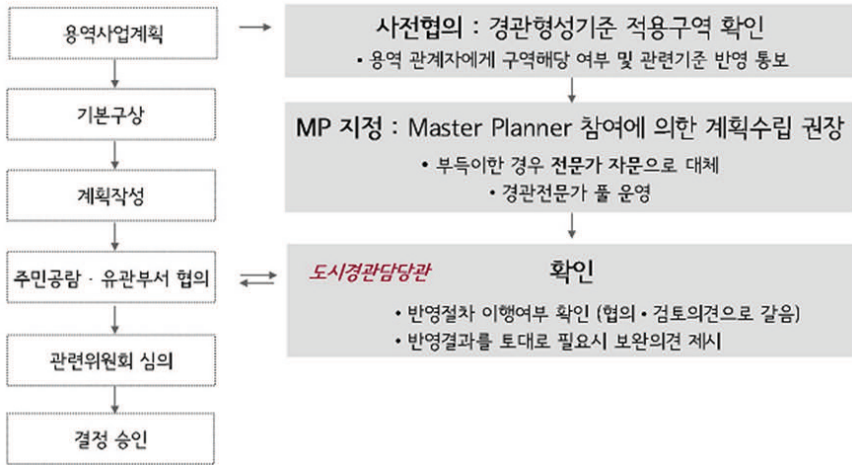 용역사업계획
사전협의 : 경관형성기준 적용구역 확인
• 용역 관계자에게 구역해당 여부 및 관련기준 반영 통보
기본구상
MP 지정 : Master Planner 참여에 의한 계획수립 권장
• 부득이한 경우 전문가 자문으로 대체
• 경관전문가 풀 운영
계획작성
주민공람 · 유관부서 협의
도시경관담당관 확인
• 반영절차 이행여부 확인 (협의 • 검토의견으로 갈음)
• 반영결과를 토대로 필요시 보완의견 제시
관련위원회 심의
결정 승인